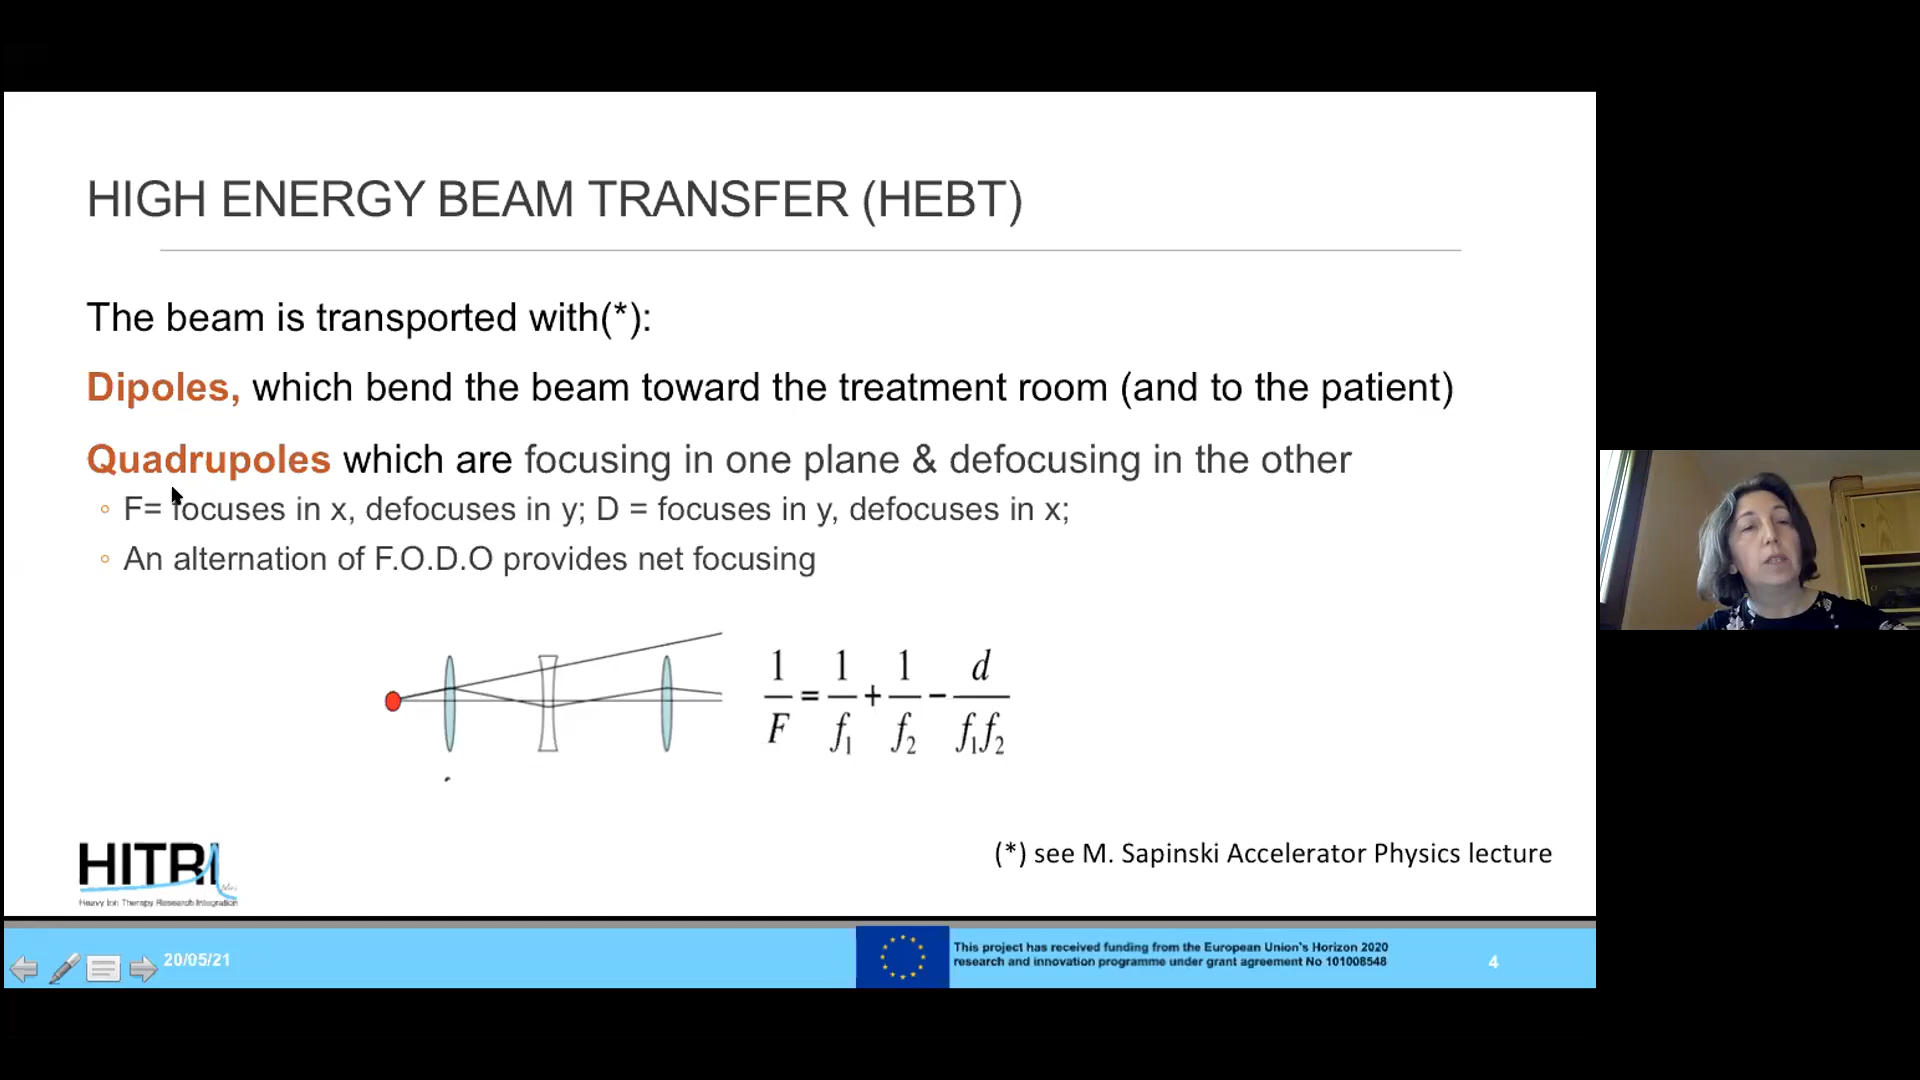 HIGH ENERGY BEAM TRANSFER (HEBT)
The beam is transported with(*):
Dipoles, which bend the beam toward the treatment room (and to the patient)
Quadrupoles which are focusing in one plane & defocusing in the other
◦ F= focuses in x, defocuses in y; D = focuses in y, defocuses in x;
◦ An alternation of F.O.D.O provides net focusing
1/F = 1/f₁ + 1/f₂ − d/f₁f₂
(*) see M. Sapinski Accelerator Physics lecture
HITRI
Heavy Ion Therapy Research Integration
20/05/21
This project has received funding from the European Union's Horizon 2020
research and innovation programme under grant agreement No 101008548
4